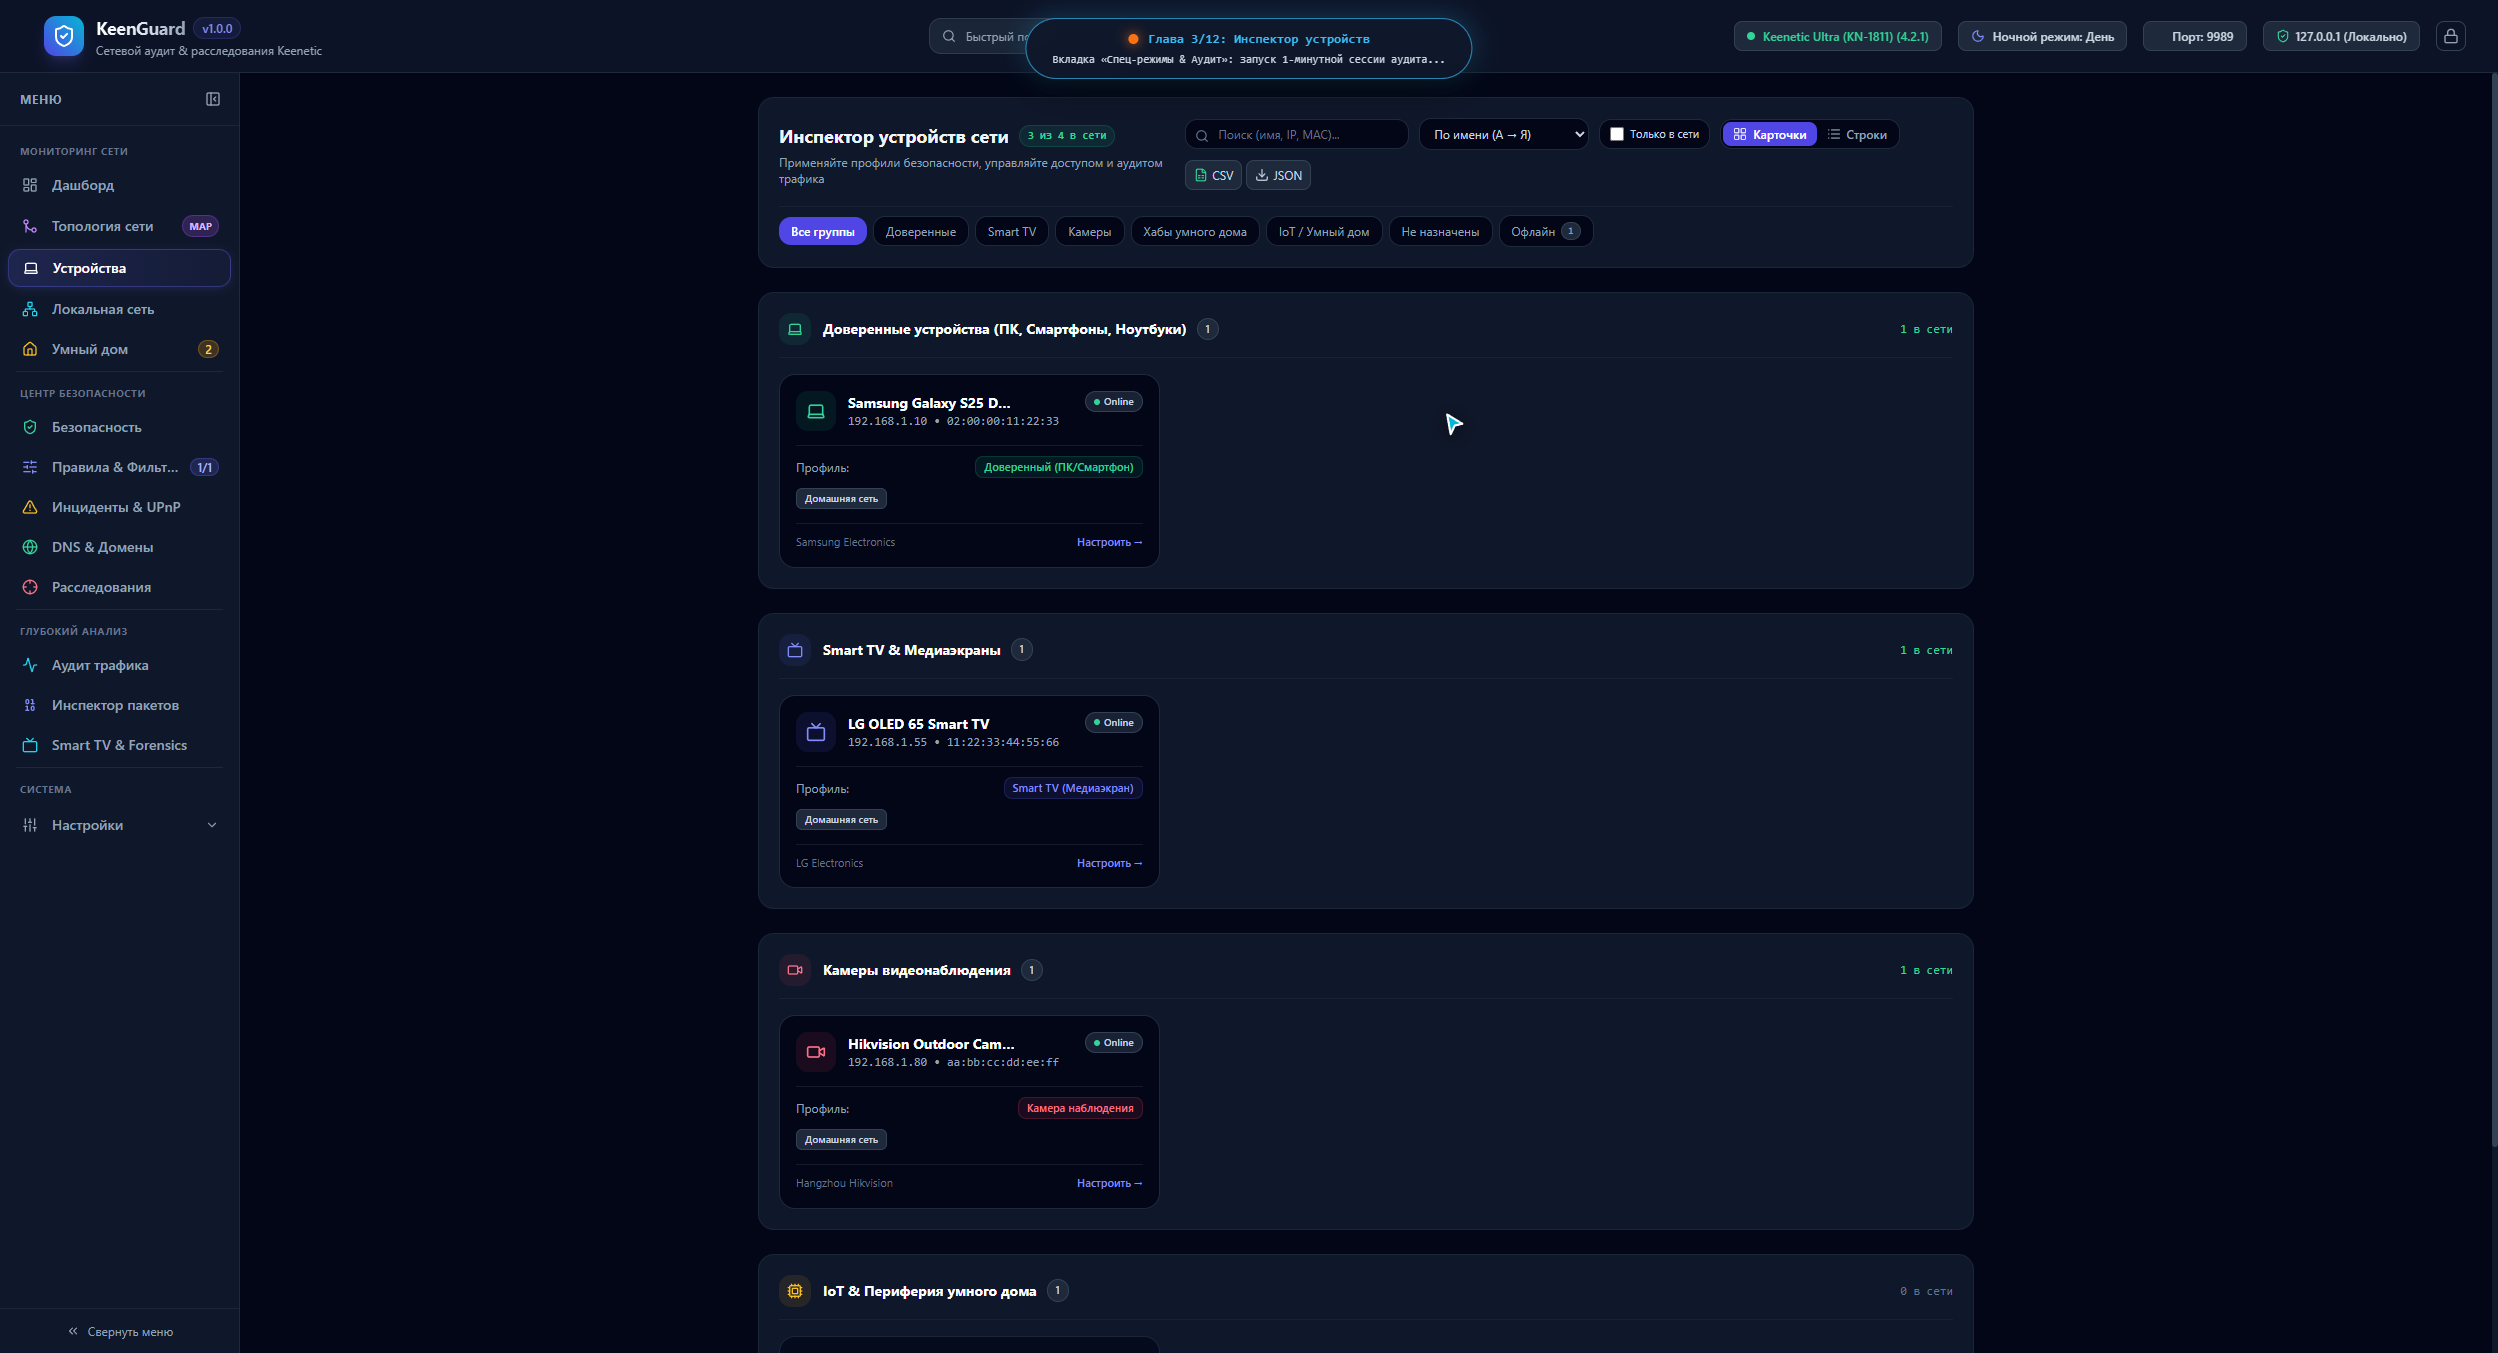 KeenGuard v1.0.0
Сетевой аудит & расследования Keenetic
Быстрый по
Глава 3/12: Инспектор устройств
Вкладка «Спец-режимы & Аудит»: запуск 1-минутной сессии аудита...
Keenetic Ultra (KN-1811) (4.2.1)
Ночной режим: День
Порт: 9989
127.0.0.1 (Локально)
МЕНЮ
МОНИТОРИНГ СЕТИ
Дашборд
Топология сети MAP
Устройства
Локальная сеть
Умный дом 2
ЦЕНТР БЕЗОПАСНОСТИ
Безопасность
Правила & Фильт... 1/1
Инциденты & UPnP
DNS & Домены
Расследования
ГЛУБОКИЙ АНАЛИЗ
Аудит трафика
Инспектор пакетов
Smart TV & Forensics
СИСТЕМА
Настройки
Свернуть меню
Инспектор устройств сети 3 из 4 в сети
Применяйте профили безопасности, управляйте доступом и аудитом
трафика
Поиск (имя, IP, MAC)...
По имени (А → Я)
Только в сети
Карточки
Строки
CSV
JSON
Все группы
Доверенные
Smart TV
Камеры
Хабы умного дома
IoT / Умный дом
Не назначены
Офлайн 1
Доверенные устройства (ПК, Смартфоны, Ноутбуки) 1
1 в сети
Samsung Galaxy S25 D...
Online
192.168.1.10 • 02:00:00:11:22:33
Профиль:
Доверенный (ПК/Смартфон)
Домашняя сеть
Samsung Electronics
Настроить →
Smart TV & Медиаэкраны 1
1 в сети
LG OLED 65 Smart TV
Online
192.168.1.55 • 11:22:33:44:55:66
Профиль:
Smart TV (Медиаэкран)
Домашняя сеть
LG Electronics
Настроить →
Камеры видеонаблюдения 1
1 в сети
Hikvision Outdoor Cam...
Online
192.168.1.80 • aa:bb:cc:dd:ee:ff
Профиль:
Камера наблюдения
Домашняя сеть
Hangzhou Hikvision
Настроить →
IoT & Периферия умного дома 1
0 в сети